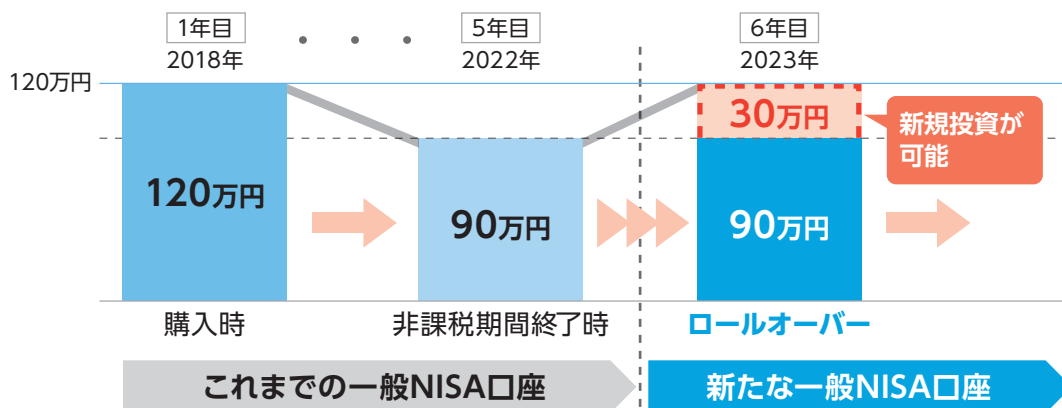 1年目
2018年
5年目
2022年
6年目
2023年
120万円
120万円
90万円
30万円
90万円
新規投資が
可能
購入時
非課税期間終了時
ロールオーバー
これまでの一般NISA口座
新たな一般NISA口座